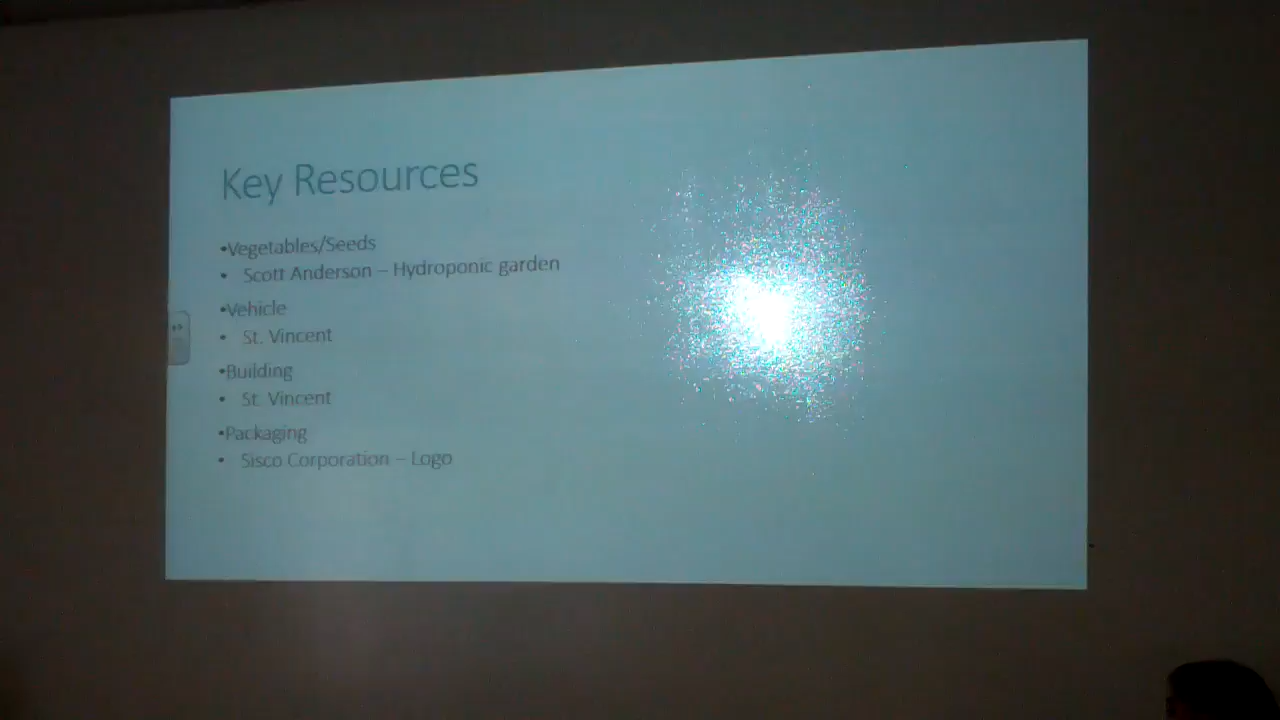 Key Resources
•Vegetables/Seeds
• Scott Anderson – Hydroponic garden
•Vehicle
• St. Vincent
•Building
• St. Vincent
•Packaging
• Sisco Corporation – Logo